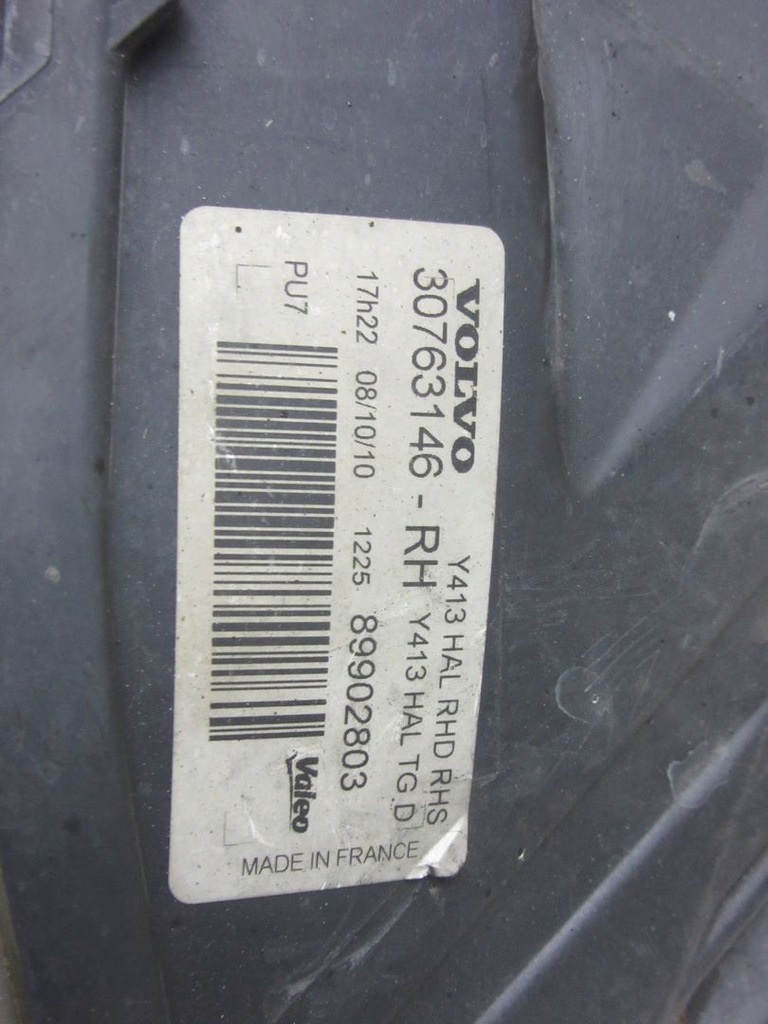 VOLVO Y413 HAL RHD RHS
30763146 - RH Y413 HAL TG D
17h22 08/10/10 1225 89902803
PU7
Valeo
MADE IN FRANCE